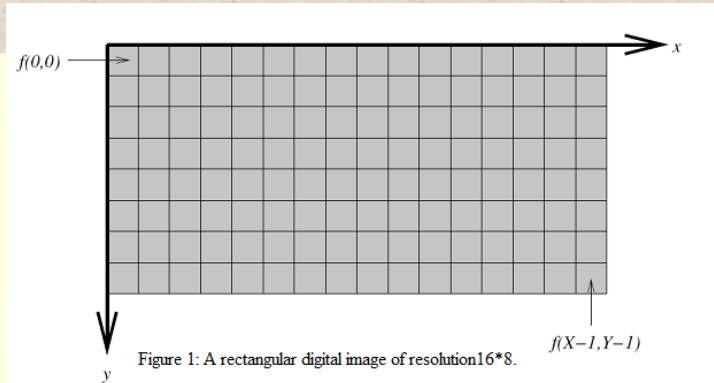 x
f(0,0)
f(X−1,Y−1)
Figure 1: A rectangular digital image of resolution16*8.
y